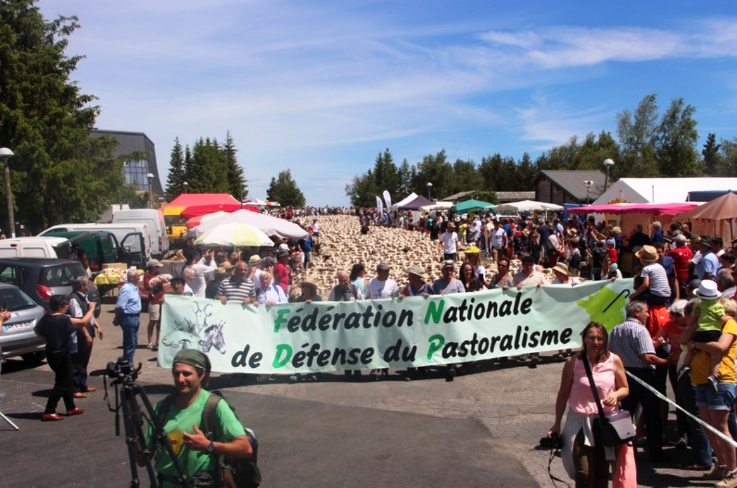 Fédération Nationale
de Défense du Pastoralisme